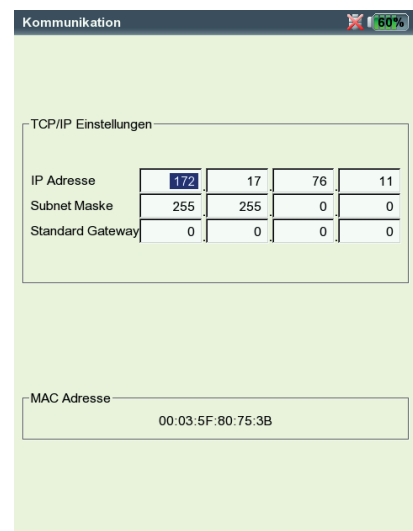 Kommunikation 60%
TCP/IP Einstellungen
IP Adresse 172 . 17 . 76 . 11
Subnet Maske 255 . 255 . 0 . 0
Standard Gateway 0 . 0 . 0 . 0
MAC Adresse
00:03:5F:80:75:3B